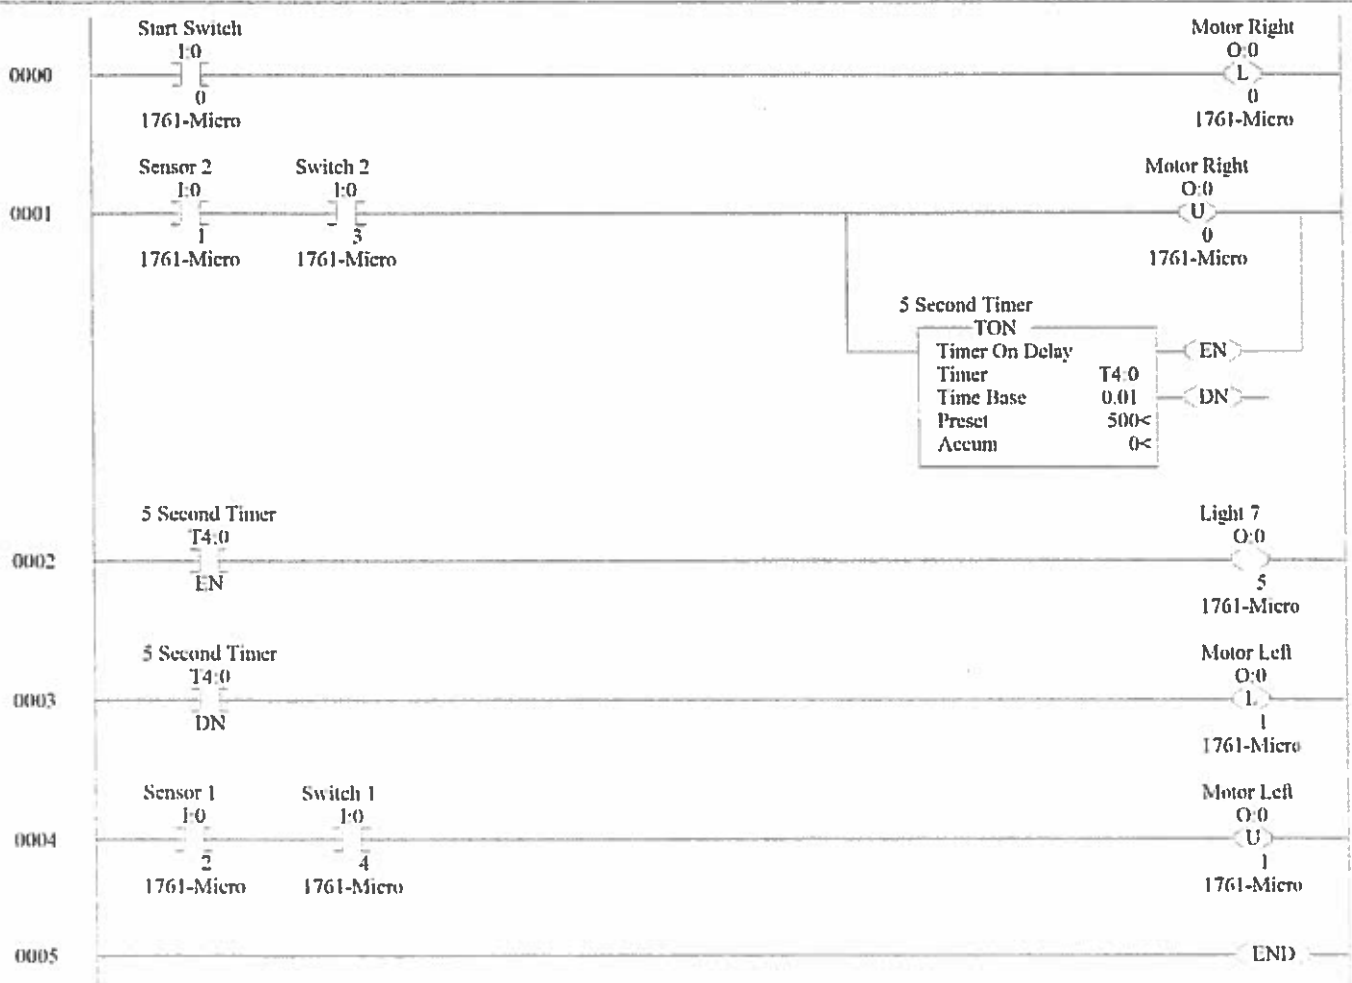 Start Switch Motor Right
I:0 O:0
0000 L
0 0
1761-Micro 1761-Micro
Sensor 2 Switch 2 Motor Right
I:0 I:0 O:0
0001 U
1 3 0
1761-Micro 1761-Micro 1761-Micro
5 Second Timer
TON
Timer On Delay EN
Timer T4:0
Time Base 0.01 DN
Preset 500<
Accum 0<
5 Second Timer Light 7
T4:0 O:0
0002
EN 5
1761-Micro
5 Second Timer Motor Left
T4:0 O:0
0003 L
DN 1
1761-Micro
Sensor 1 Switch 1 Motor Left
I:0 I:0 O:0
0004 U
2 4 1
1761-Micro 1761-Micro 1761-Micro
0005 END